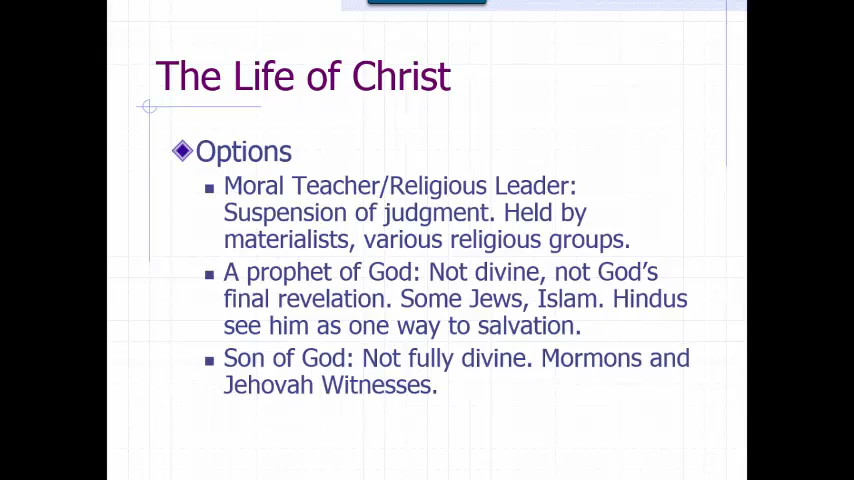 The Life of Christ
Options
Moral Teacher/Religious Leader:
Suspension of judgment. Held by
materialists, various religious groups.
A prophet of God: Not divine, not God's
final revelation. Some Jews, Islam. Hindus
see him as one way to salvation.
Son of God: Not fully divine. Mormons and
Jehovah Witnesses.